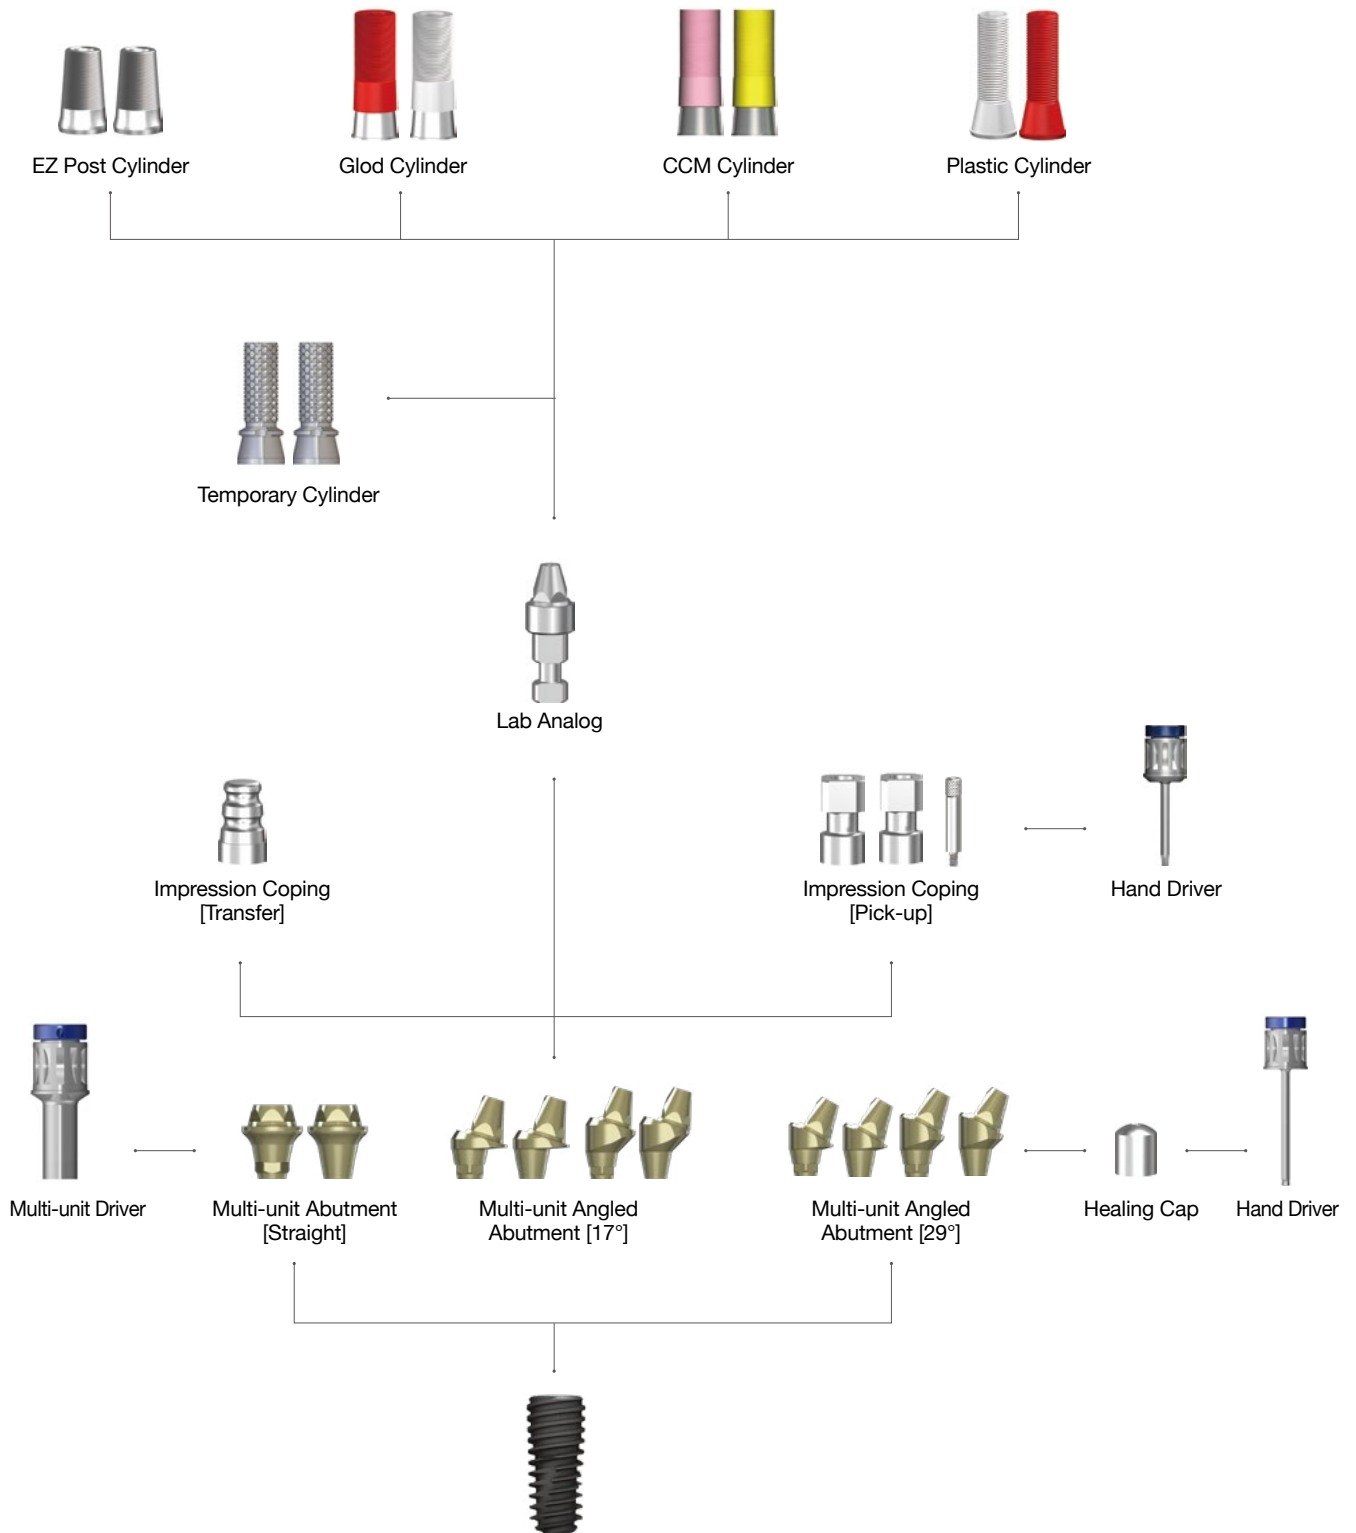 EZ Post Cylinder
Glod Cylinder
CCM Cylinder
Plastic Cylinder
Temporary Cylinder
Lab Analog
Impression Coping
[Transfer]
Impression Coping
[Pick-up]
Hand Driver
Multi-unit Driver
Multi-unit Abutment
[Straight]
Multi-unit Angled
Abutment [17°]
Multi-unit Angled
Abutment [29°]
Healing Cap
Hand Driver